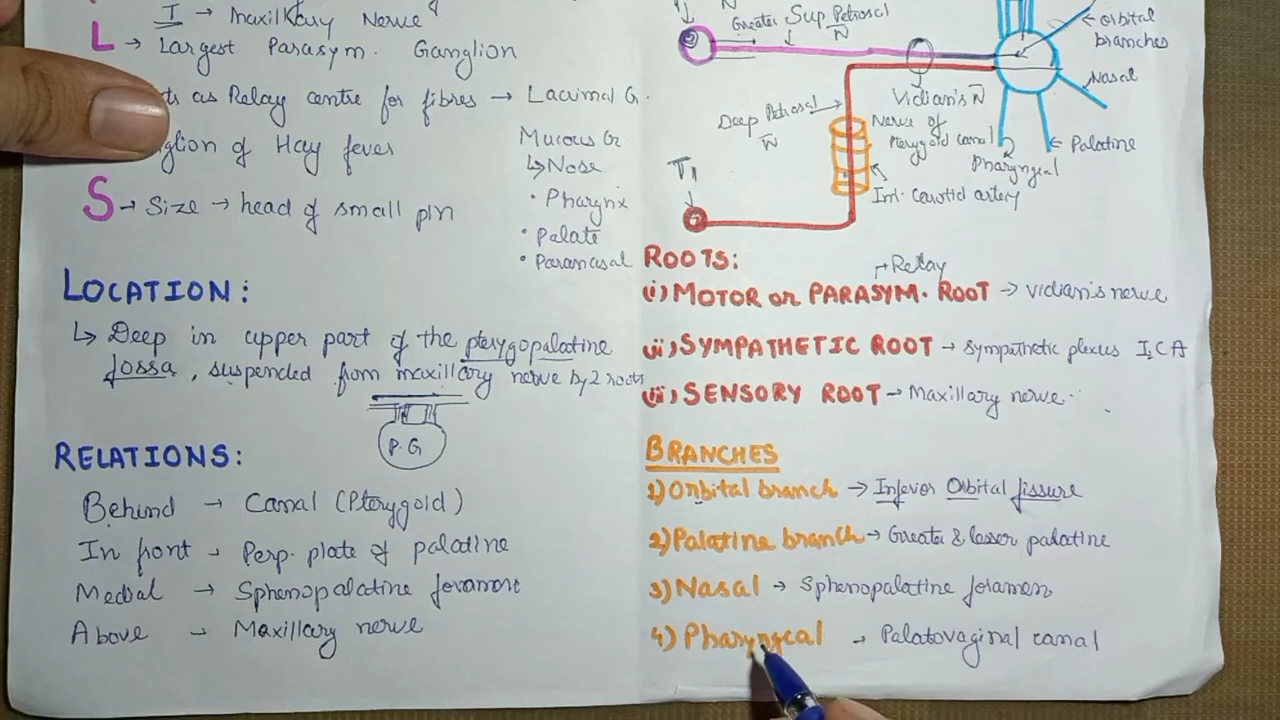 I → Maxillary Nerve
L → Largest Parasym. Ganglion
ts as Relay centre for fibres → Lacrimal G.
Mucous Gr
↳ Nose
• Pharynx
• Palate
• Paranasal
glion of Hay fever
S → Size → head of small pin
LOCATION:
↳ Deep in upper part of the pterygopalatine
fossa, suspended from maxillary nerve by 2 roots
P.G
RELATIONS:
Behind → Canal (Pterygoid)
In front → Perp. plate of palatine
Medial → Sphenopalatine foramen
Above → Maxillary nerve
Greater Sup Petrosal
N
Orbital
branches
Nasal
Vidian's N
Nerve of
Pterygoid canal
Deep Petrosal
N
Palatine
Pharyngeal
Int. Carotid artery
T1
ROOTS:
Relay
(i) MOTOR or PARASYM. ROOT → Vidian's nerve
(ii) SYMPATHETIC ROOT → Sympathetic plexus ICA
(iii) SENSORY ROOT → Maxillary nerve
BRANCHES
1) Orbital branch → Inferior Orbital fissure
2) Palatine branch → Greater & lesser palatine
3) Nasal → Sphenopalatine foramen
4) Pharyngeal → Palatovaginal canal